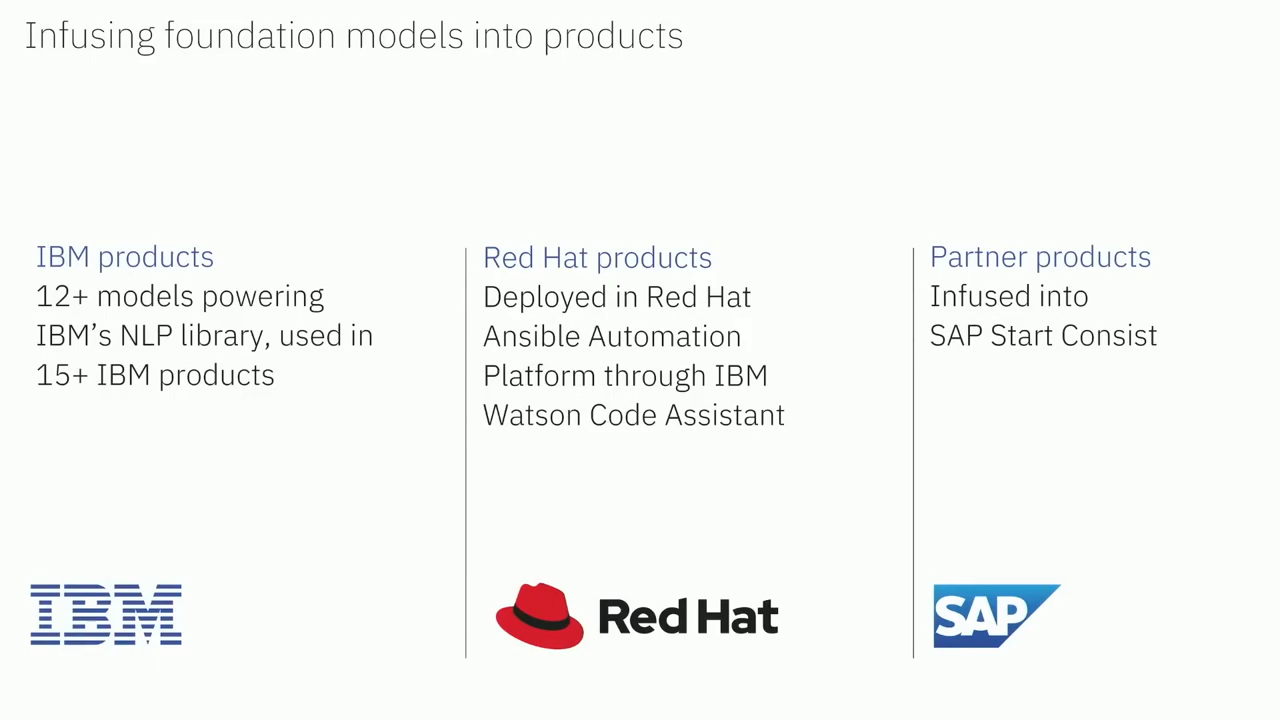 Infusing foundation models into products
IBM products
12+ models powering
IBM’s NLP library, used in
15+ IBM products
Red Hat products
Deployed in Red Hat
Ansible Automation
Platform through IBM
Watson Code Assistant
Partner products
Infused into
SAP Start Consist
IBM
Red Hat
SAP